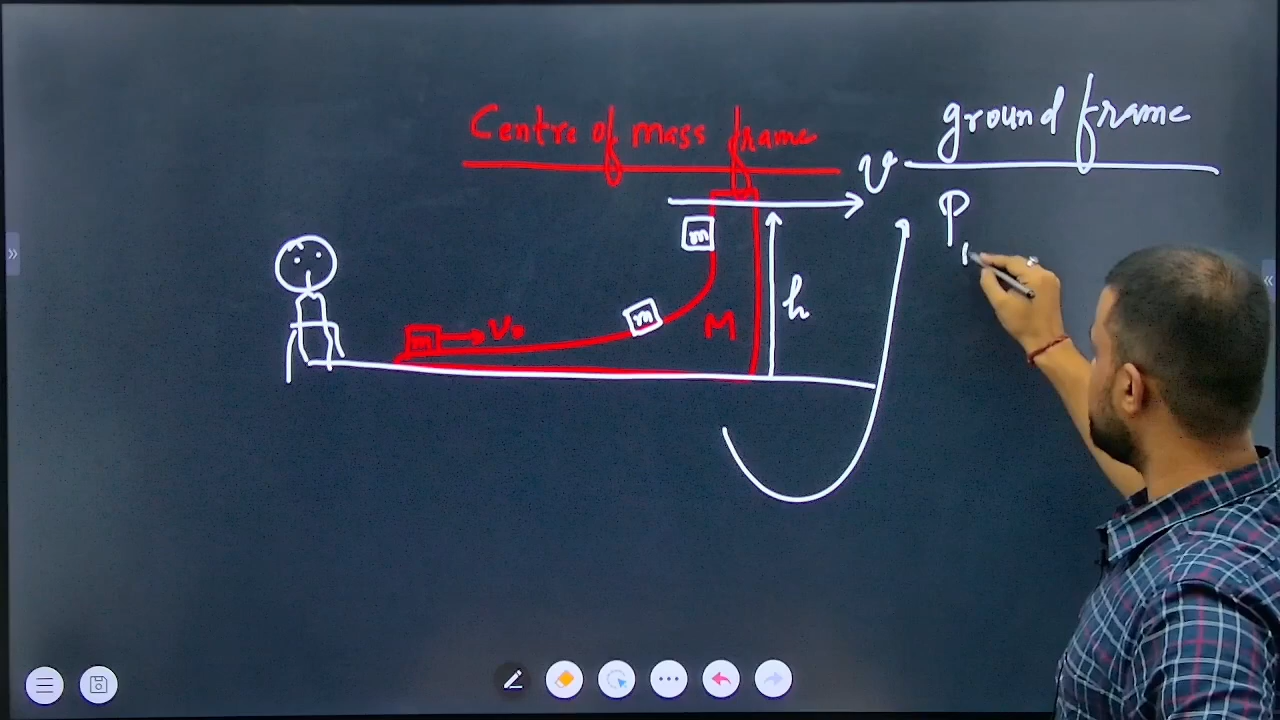 Centre of mass frame
ground frame
v
P
m
h
m
M
m
v₀